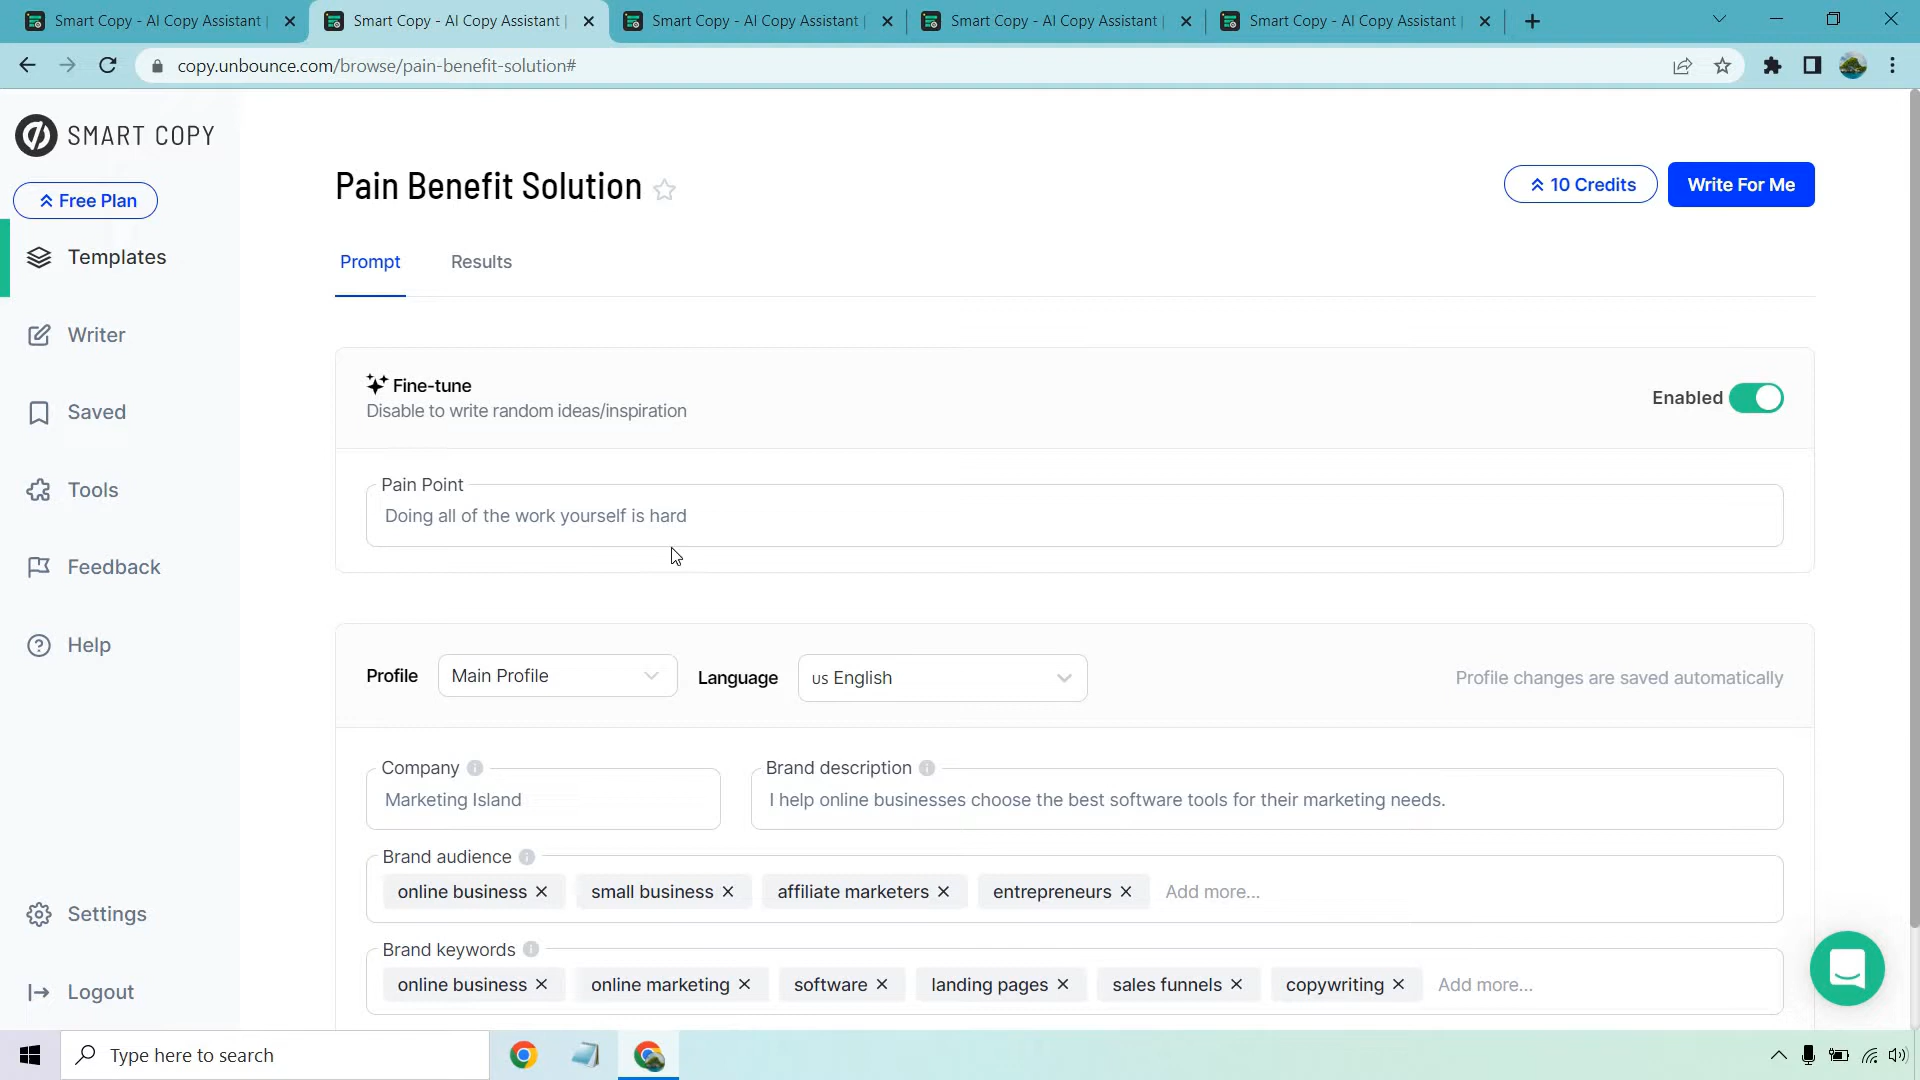 Smart Copy - AI Copy Assistant |
Smart Copy - AI Copy Assistant |
Smart Copy - AI Copy Assistant |
Smart Copy - AI Copy Assistant |
Smart Copy - AI Copy Assistant |
copy.unbounce.com/browse/pain-benefit-solution#
SMART COPY
Free Plan
Templates
Writer
Saved
Tools
Feedback
Help
Settings
Logout
Pain Benefit Solution
10 Credits
Write For Me
Prompt
Results
Fine-tune
Disable to write random ideas/inspiration
Enabled
Pain Point
Doing all of the work yourself is hard
Profile
Main Profile
Language
us English
Profile changes are saved automatically
Company
Marketing Island
Brand description
I help online businesses choose the best software tools for their marketing needs.
Brand audience
online business
small business
affiliate marketers
entrepreneurs
Add more...
Brand keywords
online business
online marketing
software
landing pages
sales funnels
copywriting
Add more...
Type here to search